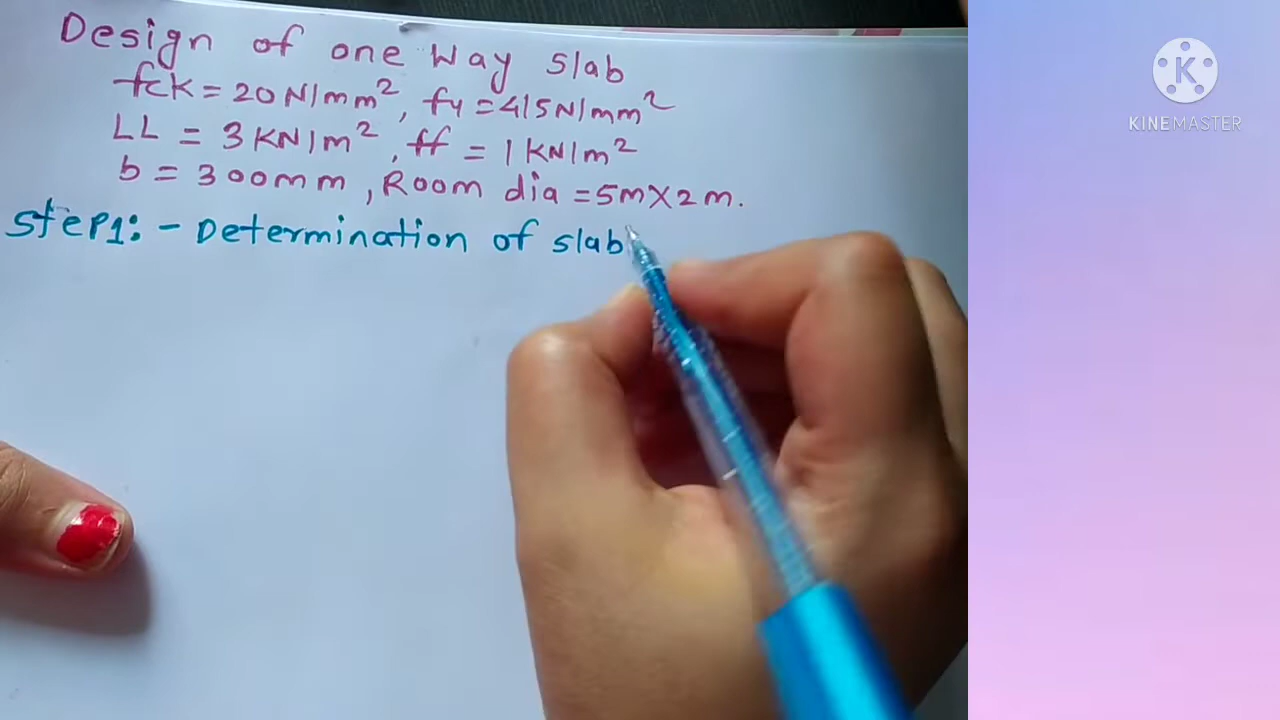 Design of one way slab
fck = 20 N/mm², fy = 415 N/mm²
LL = 3 KN/m², ff = 1 KN/m²
b = 300mm, Room dia = 5m X 2 m.
Step1:- Determination of slab
KINEMASTER